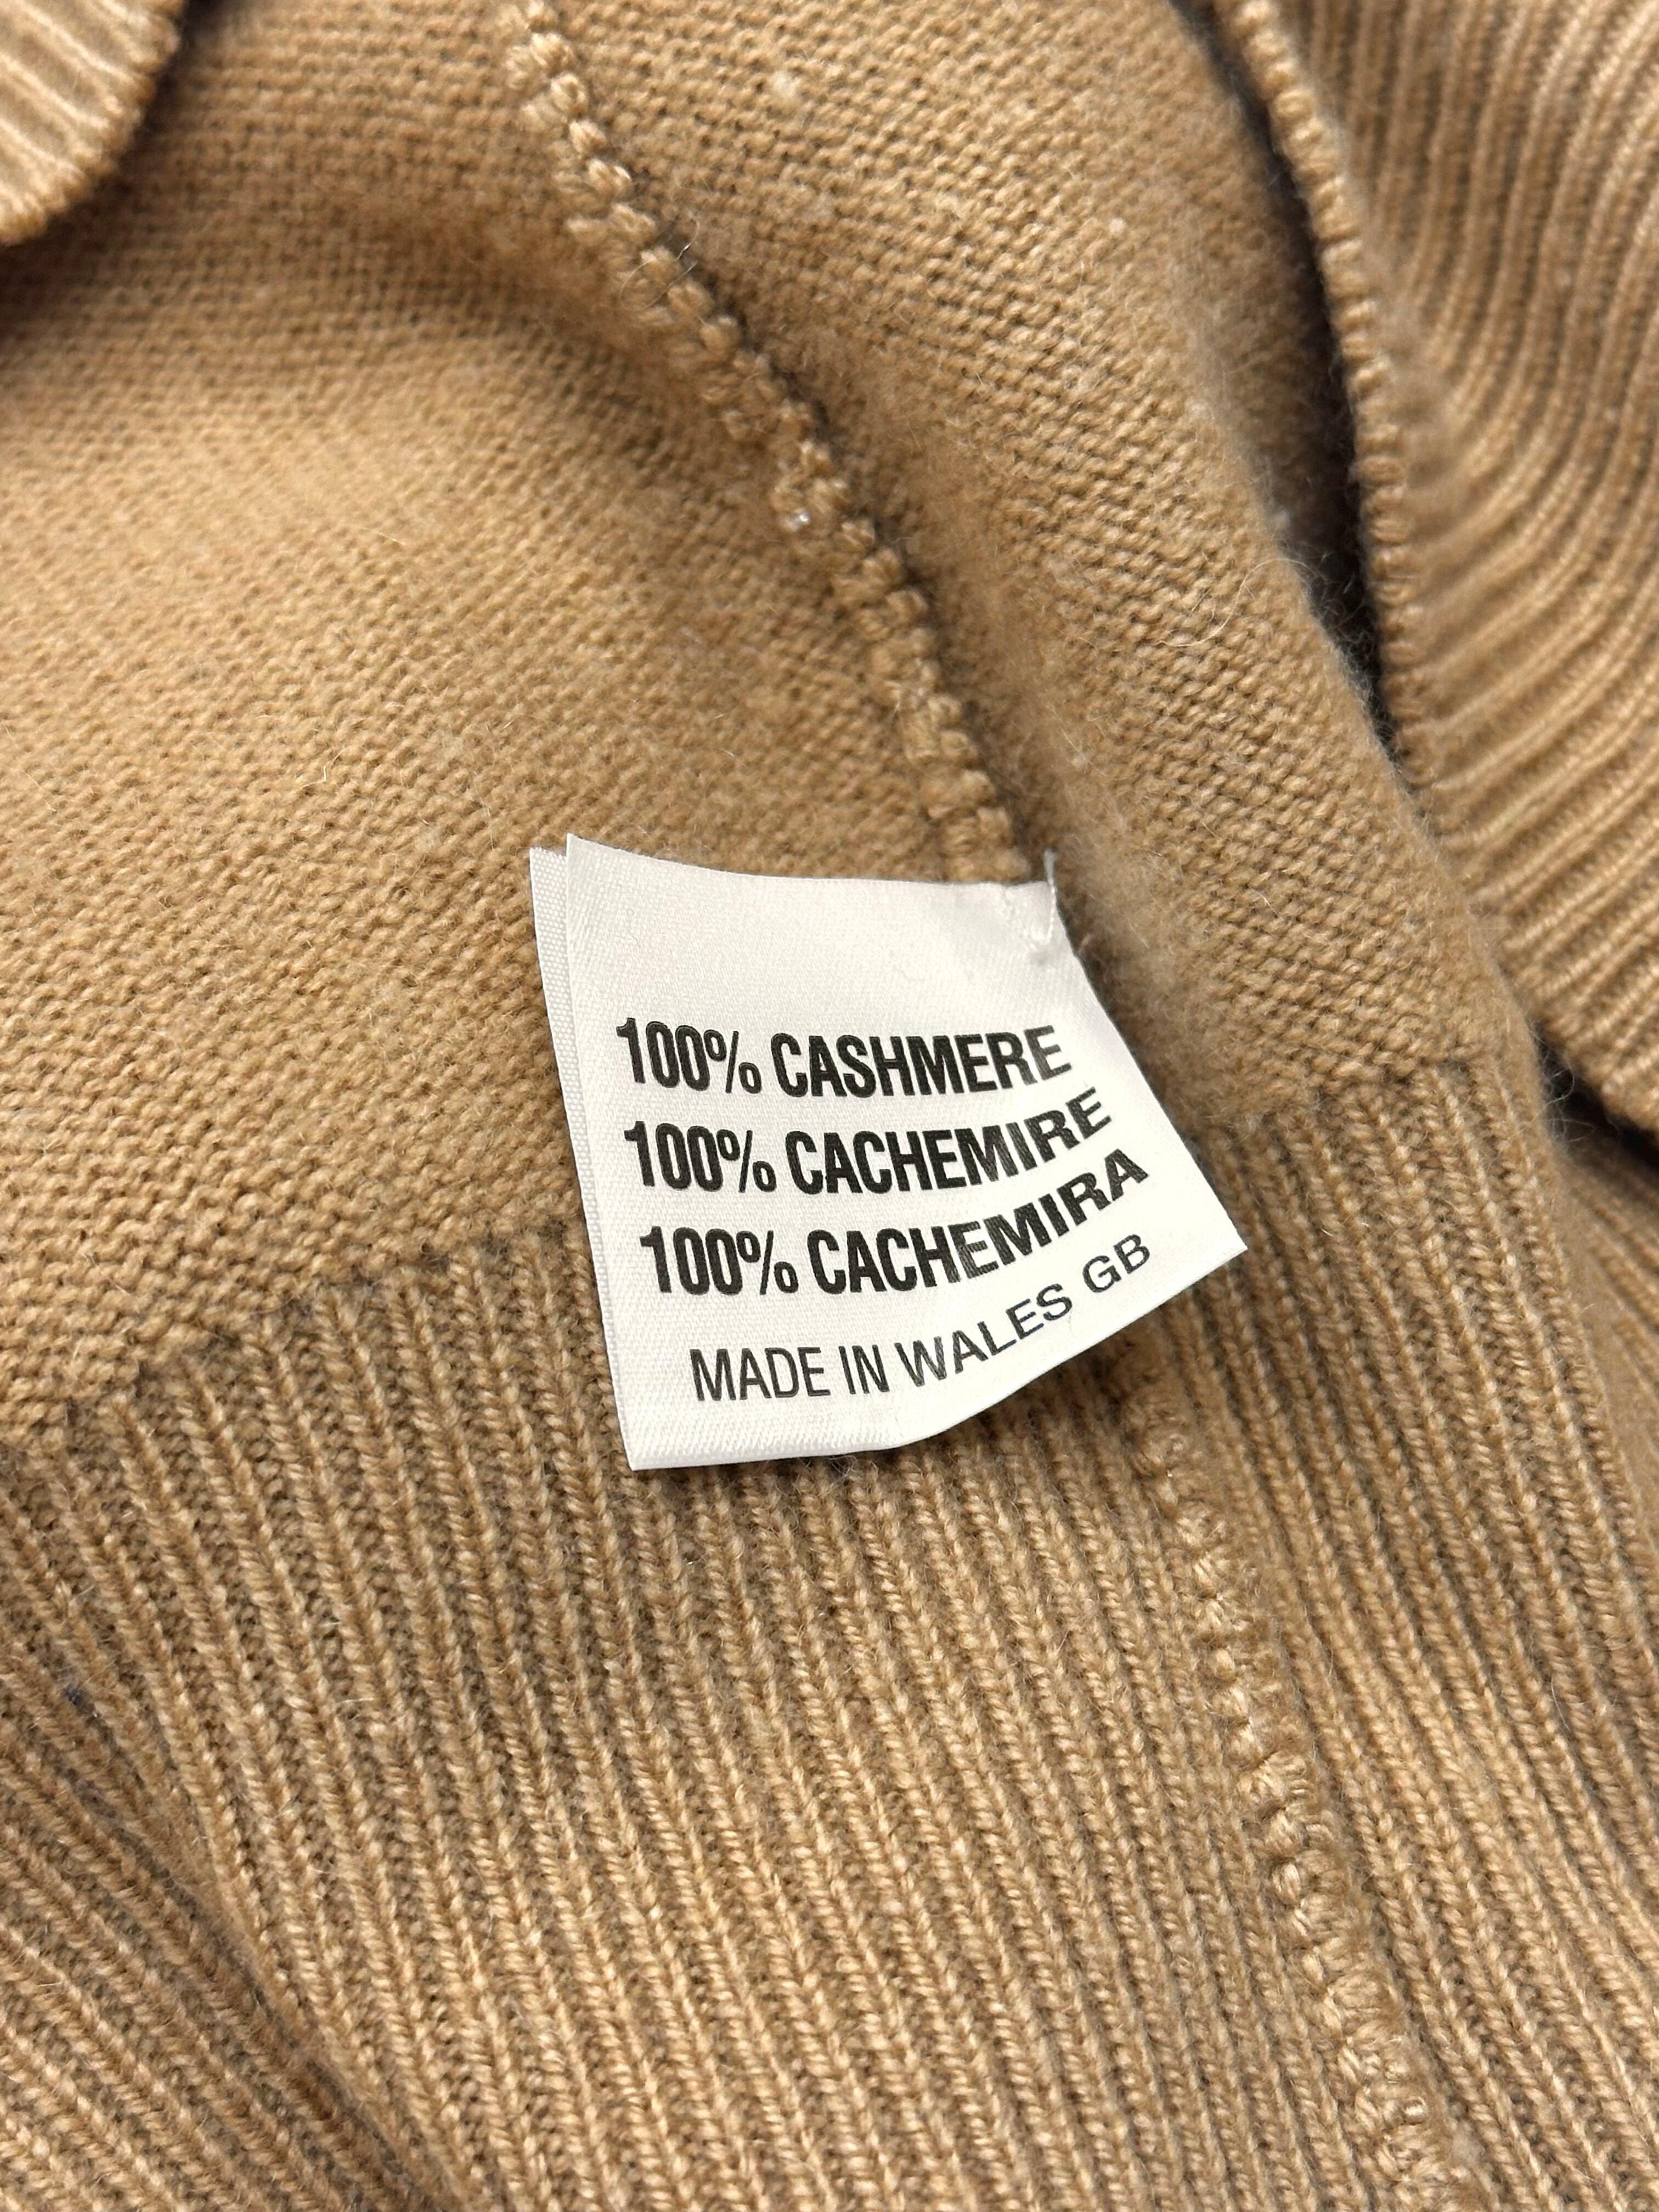 100% CASHMERE
100% CACHEMIRE
100% CACHEMIRA
MADE IN WALES GB